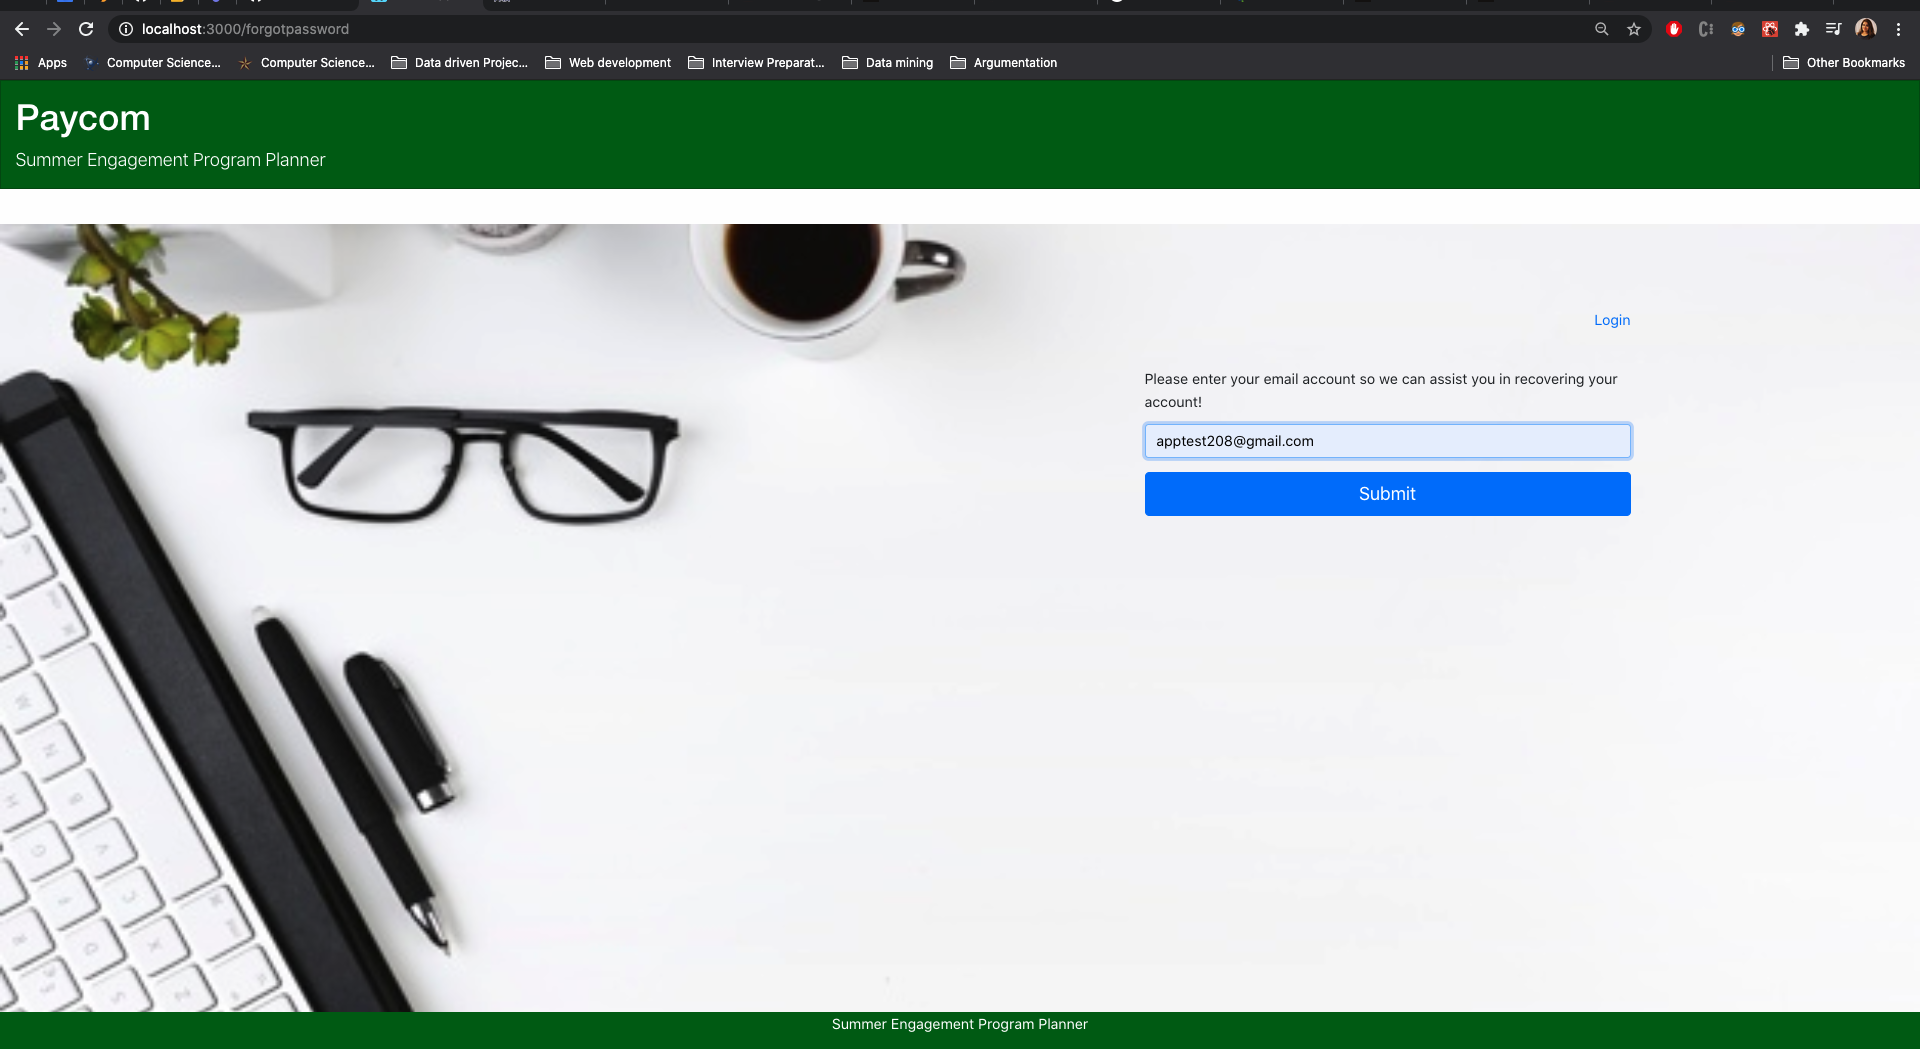 localhost:3000/forgotpassword
Apps
Computer Science...
Computer Science...
Data driven Projec...
Web development
Interview Preparat...
Data mining
Argumentation
Other Bookmarks
Paycom
Summer Engagement Program Planner
Login
Please enter your email account so we can assist you in recovering your
account!
apptest208@gmail.com
Submit
Summer Engagement Program Planner